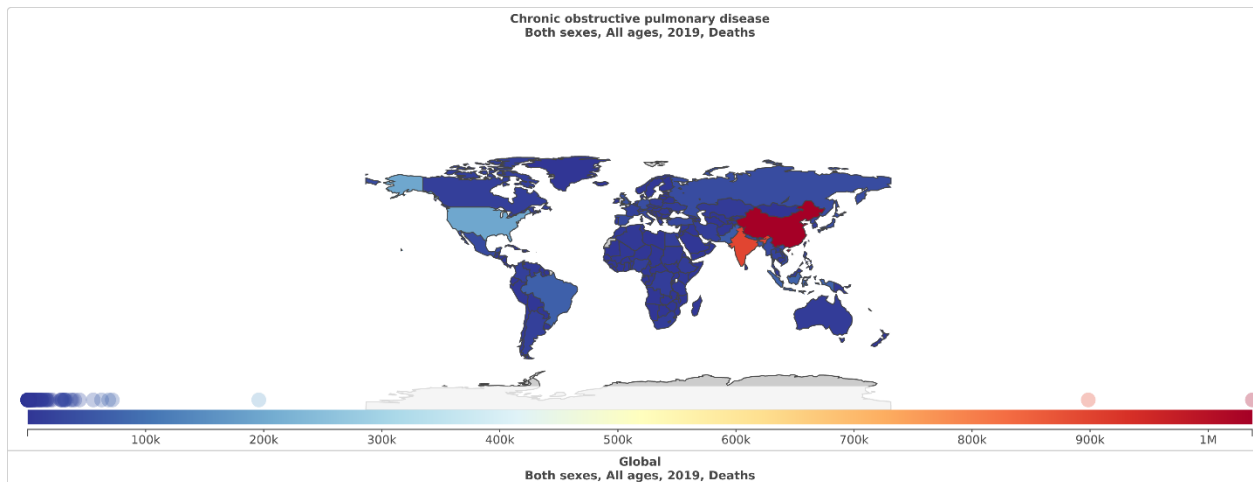 Chronic obstructive pulmonary disease
Both sexes, All ages, 2019, Deaths
100k 200k 300k 400k 500k 600k 700k 800k 900k 1M
Global
Both sexes, All ages, 2019, Deaths